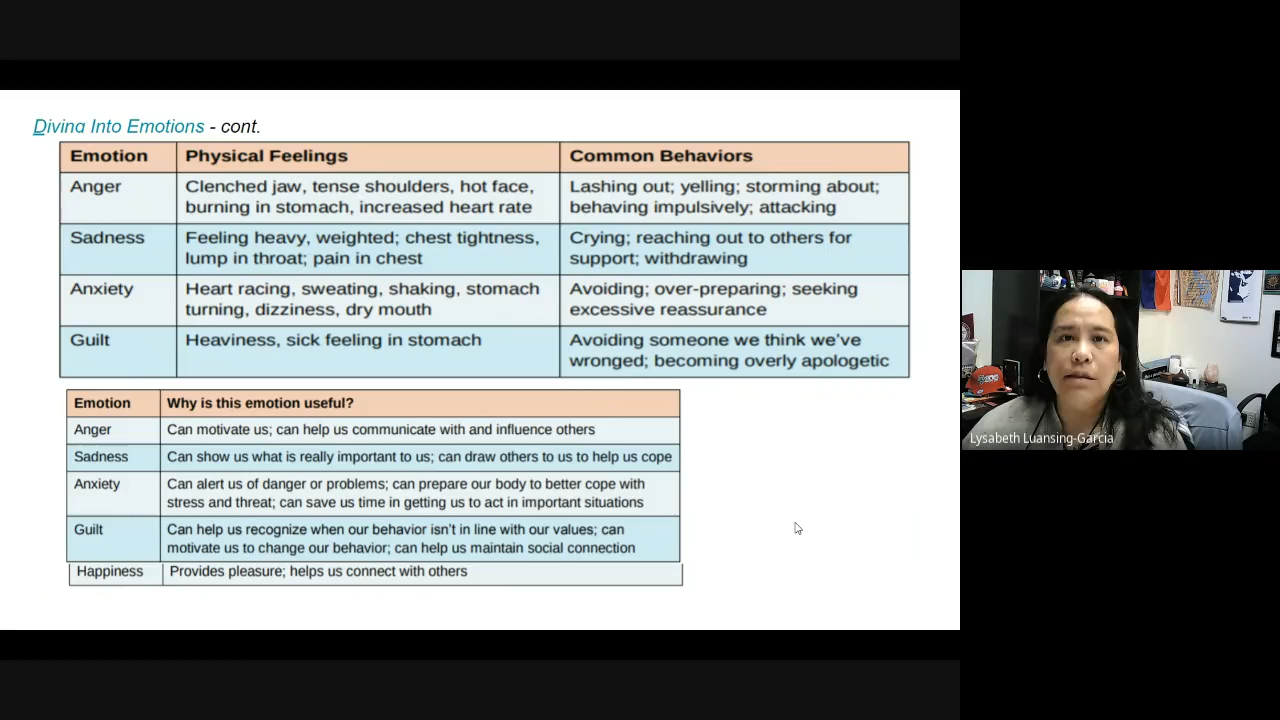 Diving Into Emotions - cont.
Emotion Physical Feelings Common Behaviors
Anger Clenched jaw, tense shoulders, hot face, Lashing out; yelling; storming about;
burning in stomach, increased heart rate behaving impulsively; attacking
Sadness Feeling heavy, weighted; chest tightness, Crying; reaching out to others for
lump in throat; pain in chest support; withdrawing
Anxiety Heart racing, sweating, shaking, stomach Avoiding; over-preparing; seeking
turning, dizziness, dry mouth excessive reassurance
Guilt Heaviness, sick feeling in stomach Avoiding someone we think we've
wronged; becoming overly apologetic
Emotion Why is this emotion useful?
Anger Can motivate us; can help us communicate with and influence others
Sadness Can show us what is really important to us; can draw others to us to help us cope
Anxiety Can alert us of danger or problems; can prepare our body to better cope with
stress and threat; can save us time in getting us to act in important situations
Guilt Can help us recognize when our behavior isn't in line with our values; can
motivate us to change our behavior; can help us maintain social connection
Happiness Provides pleasure; helps us connect with others
Lysabeth Luansing-Garcia